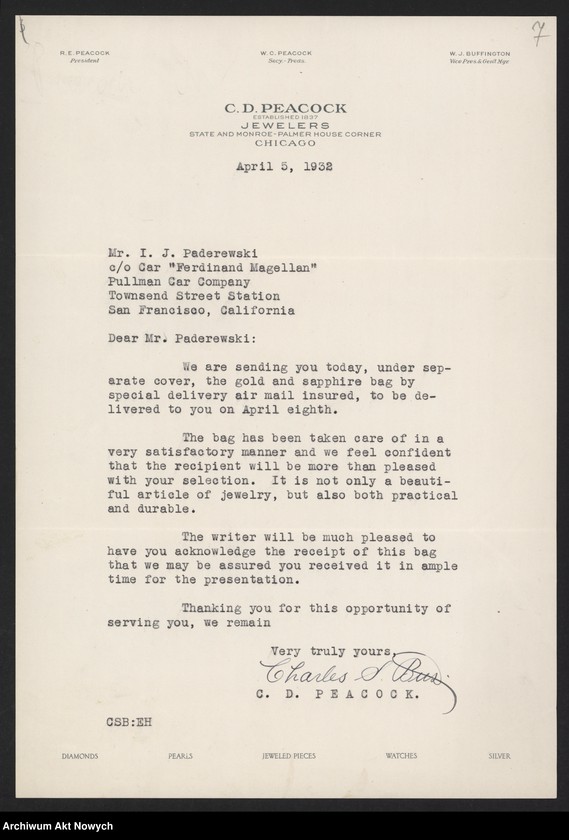 7
R. E. PEACOCK
President
W. C. PEACOCK
Secy.-Treas.
W. J. BUFFINGTON
Vice Pres. & Genl Mgr
C. D. PEACOCK
ESTABLISHED 1837
JEWELERS
STATE AND MONROE-PALMER HOUSE CORNER
CHICAGO
April 5, 1932
Mr. I. J. Paderewski
c/o Car "Ferdinand Magellan"
Pullman Car Company
Townsend Street Station
San Francisco, California
Dear Mr. Paderewski:
We are sending you today, under sep-
arate cover, the gold and sapphire bag by
special delivery air mail insured, to be de-
livered to you on April eighth.
The bag has been taken care of in a
very satisfactory manner and we feel confident
that the recipient will be more than pleased
with your selection. It is not only a beauti-
ful article of jewelry, but also both practical
and durable.
The writer will be much pleased to
have you acknowledge the receipt of this bag
that we may be assured you received it in ample
time for the presentation.
Thanking you for this opportunity of
serving you, we remain
Very truly yours,
Charles S.
C. D. PEACOCK.
CSB:EH
DIAMONDS PEARLS JEWELED PIECES WATCHES SILVER
Archiwum Akt Nowych